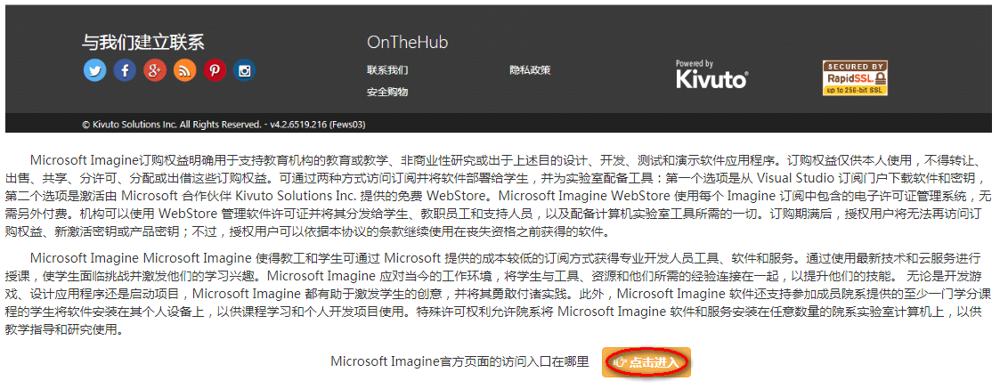 与我们建立联系
OnTheHub
联系我们
隐私政策
安全购物
Powered by
Kivuto
SECURED BY
RapidSSL
up to 256-bit SSL
© Kivuto Solutions Inc. All Rights Reserved. - v4.2.6519.216 (Fews03)
Microsoft Imagine订购权益明确用于支持教育机构的教育或教学、非商业性研究或出于上述目的设计、开发、测试和演示软件应用程序。订购权益仅供本人使用，不得转让、
出售、共享、分许可、分配或出借这些订购权益。可通过两种方式访问订阅并将软件部署给学生，并为实验室配备工具：第一个选项是从 Visual Studio 订阅门户下载软件和密钥，
第二个选项是激活由 Microsoft 合作伙伴 Kivuto Solutions Inc. 提供的免费 WebStore。Microsoft Imagine WebStore 使用每个 Imagine 订阅中包含的电子许可证管理系统，无
需另外付费。机构可以使用 WebStore 管理软件许可证并将其分发给学生、教职员工和支持人员，以及配备计算机实验室工具所需的一切。订购期满后，授权用户将无法再访问订
购权益、新激活密钥或产品密钥；不过，授权用户可以依据本协议的条款继续使用在丧失资格之前获得的软件。
Microsoft Imagine Microsoft Imagine 使得教工和学生可通过 Microsoft 提供的成本较低的订阅方式获得专业开发人员工具、软件和服务。通过使用最新技术和云服务进行
授课，使学生面临挑战并激发他们的学习兴趣。Microsoft Imagine 应对当今的工作环境，将学生与工具、资源和他们所需的经验连接在一起，以提升他们的技能。 无论是开发游
戏、设计应用程序还是启动项目，Microsoft Imagine 都有助于激发学生的创意，并将其勇敢付诸实践。此外，Microsoft Imagine 软件还支持参加成员院系提供的至少一门学分课
程的学生将软件安装在其个人设备上，以供课程学习和个人开发项目使用。特殊许可权利允许院系将 Microsoft Imagine 软件和服务安装在任意数量的院系实验室计算机上，以供
教学指导和研究使用。
Microsoft Imagine官方页面的访问入口在哪里
点击进入